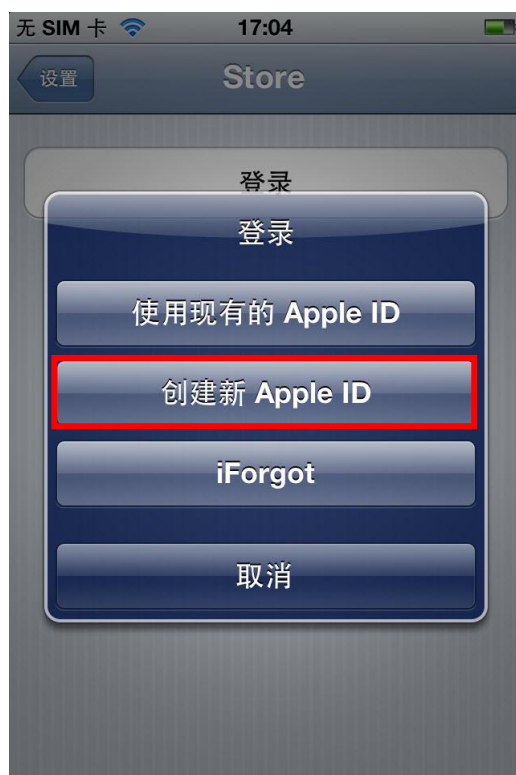 无 SIM 卡 17:04
设置 Store
登录
登录
使用现有的 Apple ID
创建新 Apple ID
iForgot
取消